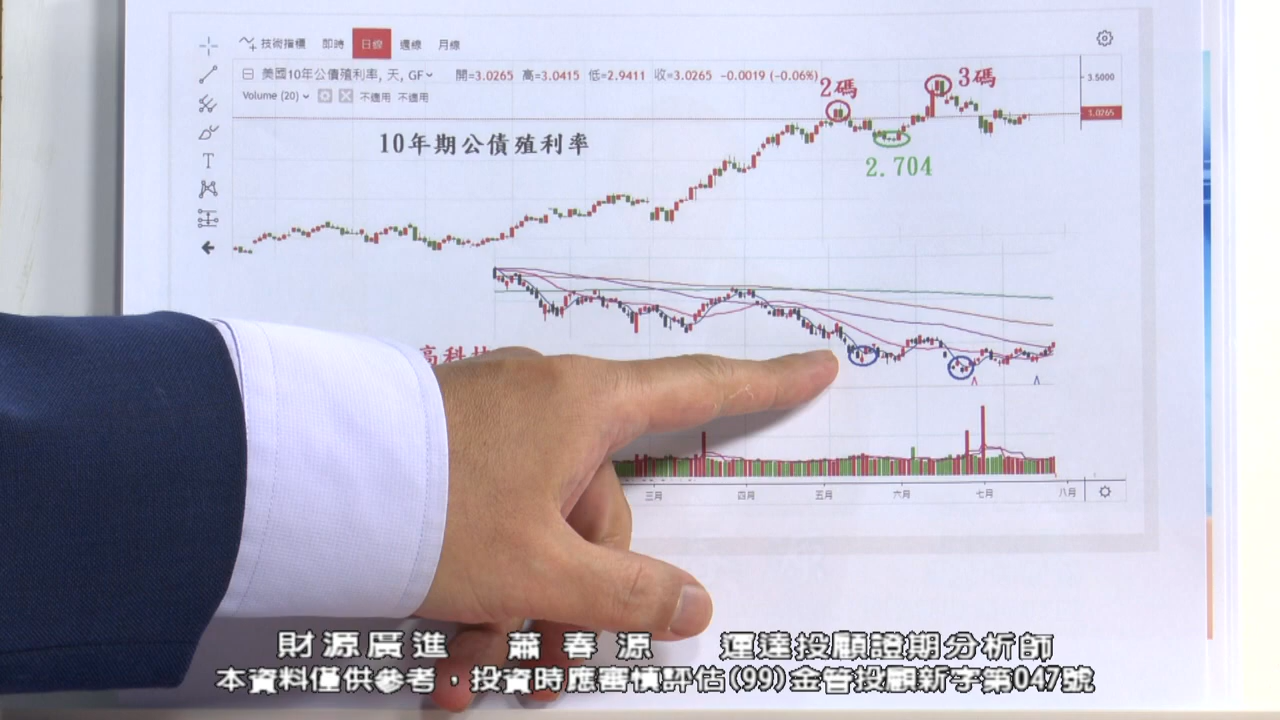 技術指標 即時 日線 週線 月線
美國10年公債殖利率, 天, GF 開=3.0265 高=3.0415 低=2.9411 收=3.0265 -0.0019 (-0.06%)
Volume (20) 不適用 不適用
2碼
3碼
3.5000
10年期公債殖利率
2.704
高科技
三月 四月 五月 六月 七月 八月
財源廣進 蕭春源 運達投顧證期分析師
本資料僅供參考，投資時應審慎評估(99)金管投顧新字第047號